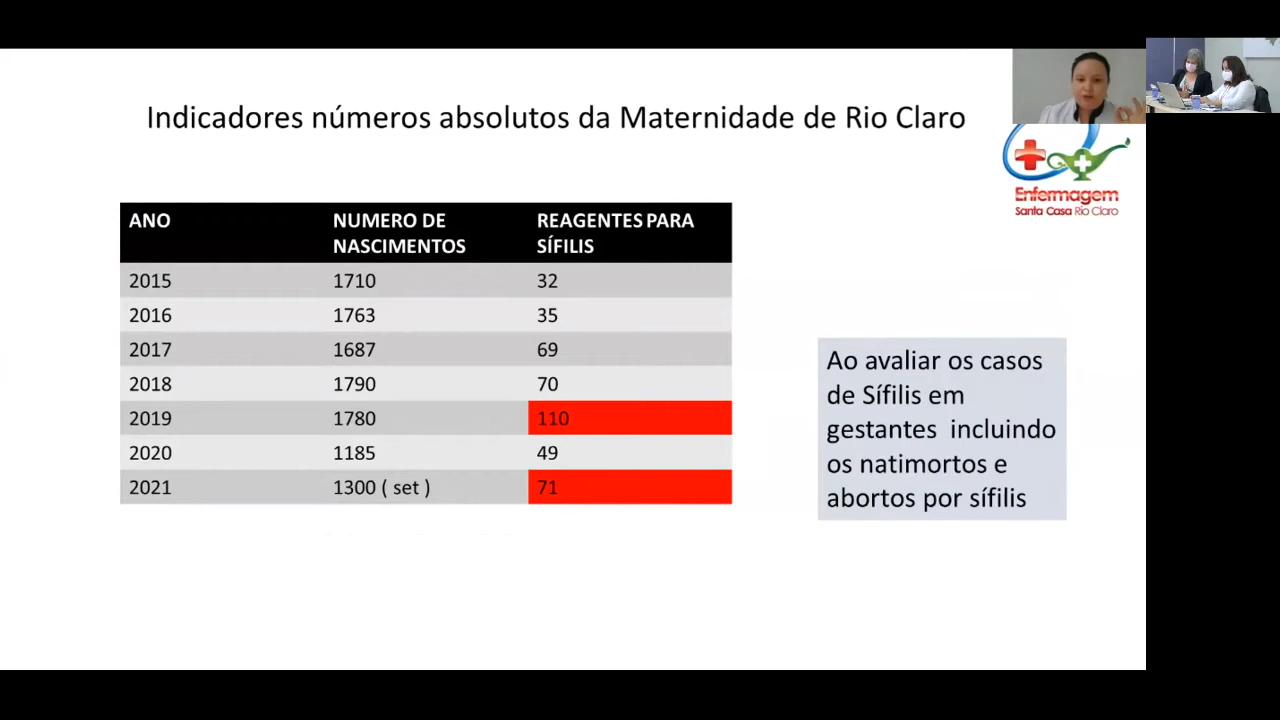 Indicadores números absolutos da Maternidade de Rio Claro
Enfermagem
Santa Casa Rio Claro
ANO NUMERO DE NASCIMENTOS REAGENTES PARA SÍFILIS
2015 1710 32
2016 1763 35
2017 1687 69
2018 1790 70
2019 1780 110
2020 1185 49
2021 1300 ( set ) 71
Ao avaliar os casos
de Sífilis em
gestantes incluindo
os natimortos e
abortos por sífilis